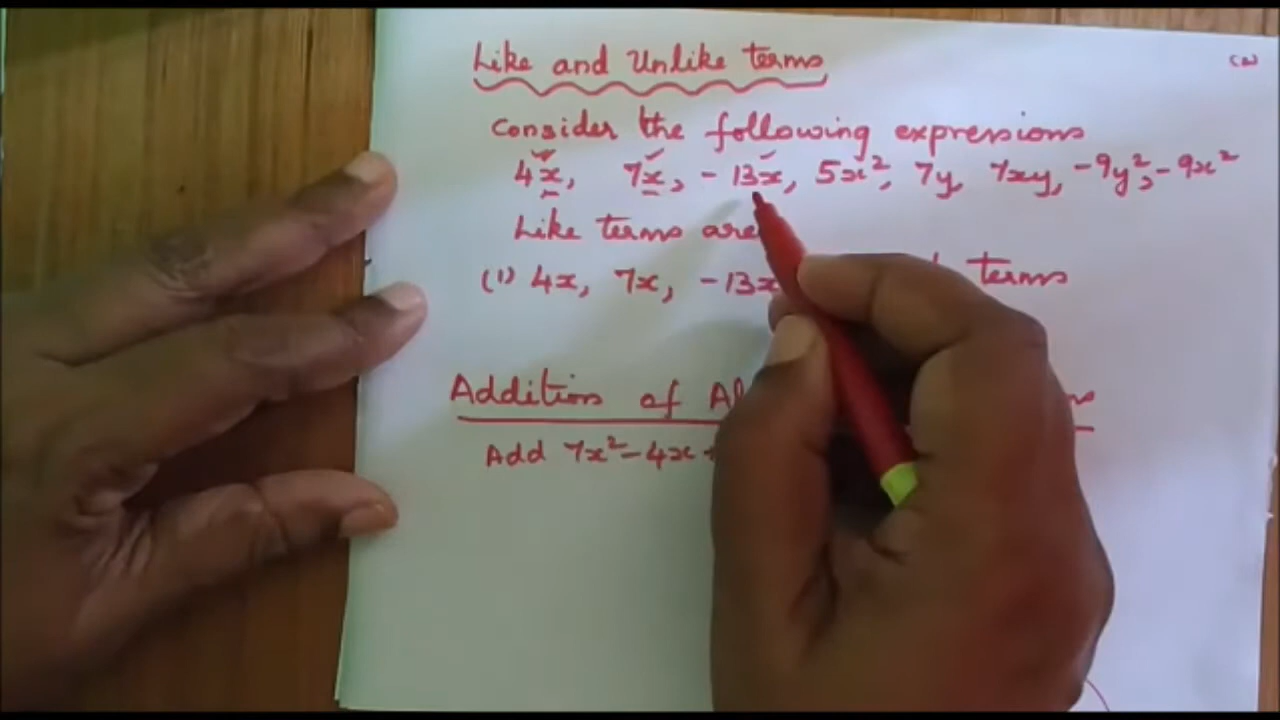 Like and Unlike terms
(2)
Consider the following expressions
4x, 7x, -13x, 5x², 7y, 7xy, -9y², -9x²
Like terms are
(1) 4x, 7x, -13x terms
Addition of
Add 7x² - 4x +